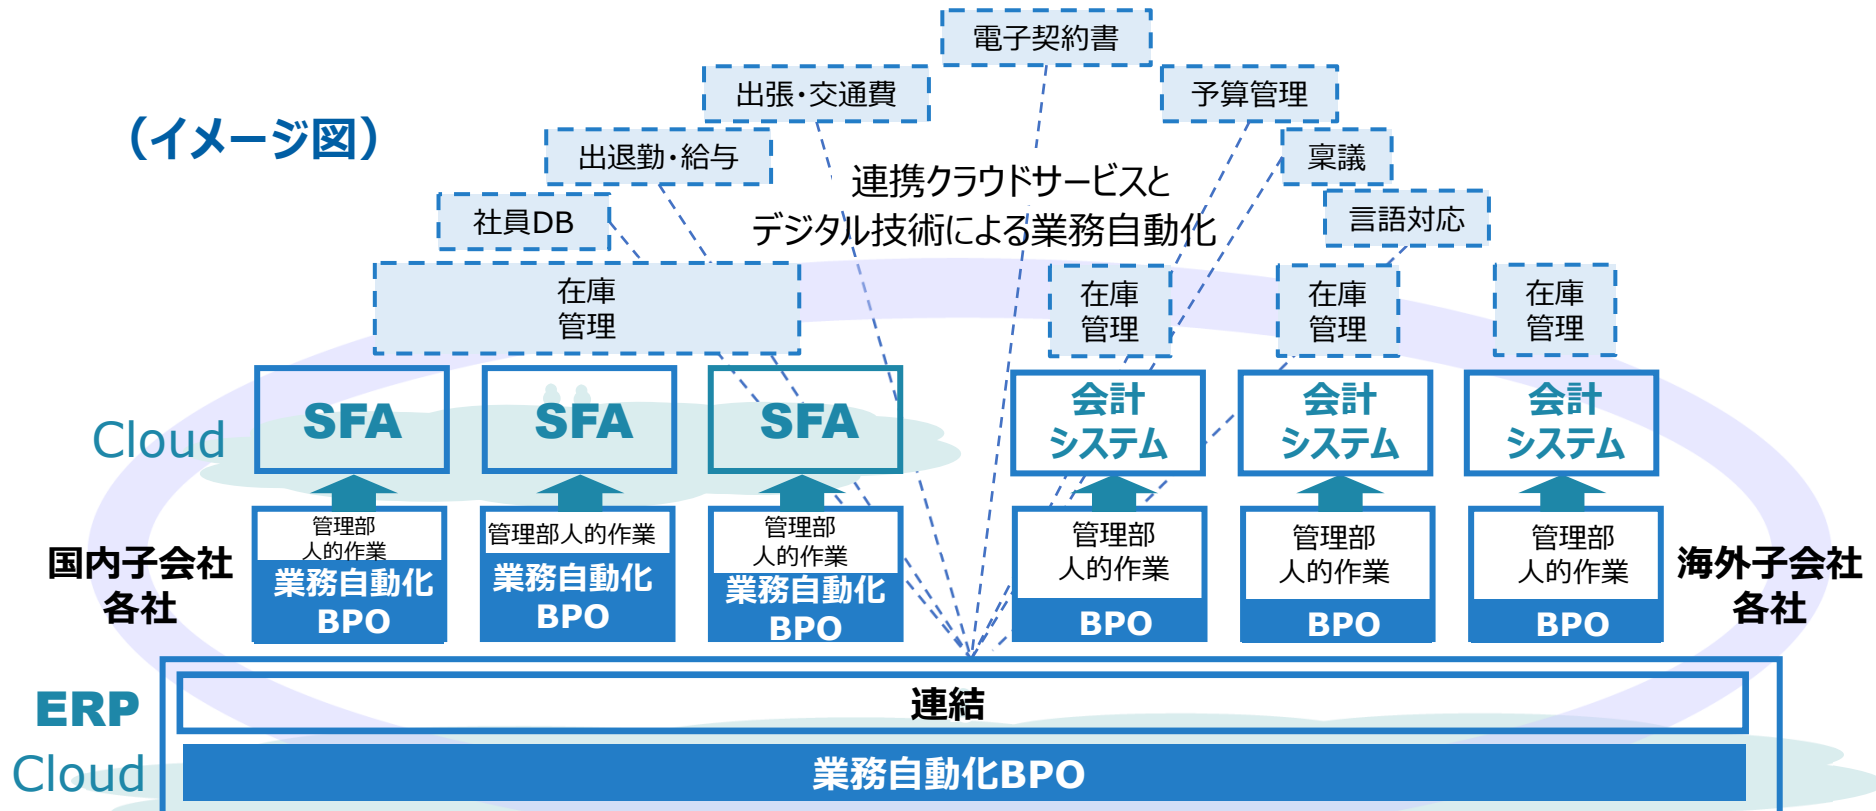 電子契約書
出張・交通費
予算管理
（イメージ図）
出退勤・給与
稟議
連携クラウドサービスと
デジタル技術による業務自動化
社員DB
言語対応
在庫
管理
在庫
管理
在庫
管理
在庫
管理
Cloud
SFA
SFA
SFA
会計
システム
会計
システム
会計
システム
国内子会社
各社
管理部
人的作業
業務自動化
BPO
管理部人的作業
業務自動化
BPO
管理部
人的作業
業務自動化
BPO
管理部
人的作業
BPO
管理部
人的作業
BPO
管理部
人的作業
BPO
海外子会社
各社
ERP
連結
Cloud
業務自動化BPO